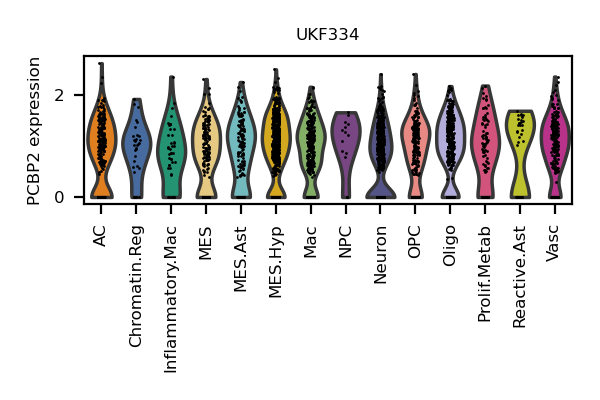 UKF334
PCBP2 expression
2
0
AC
Chromatin.Reg
Inflammatory.Mac
MES
MES.Ast
MES.Hyp
Mac
NPC
Neuron
OPC
Oligo
Prolif.Metab
Reactive.Ast
Vasc